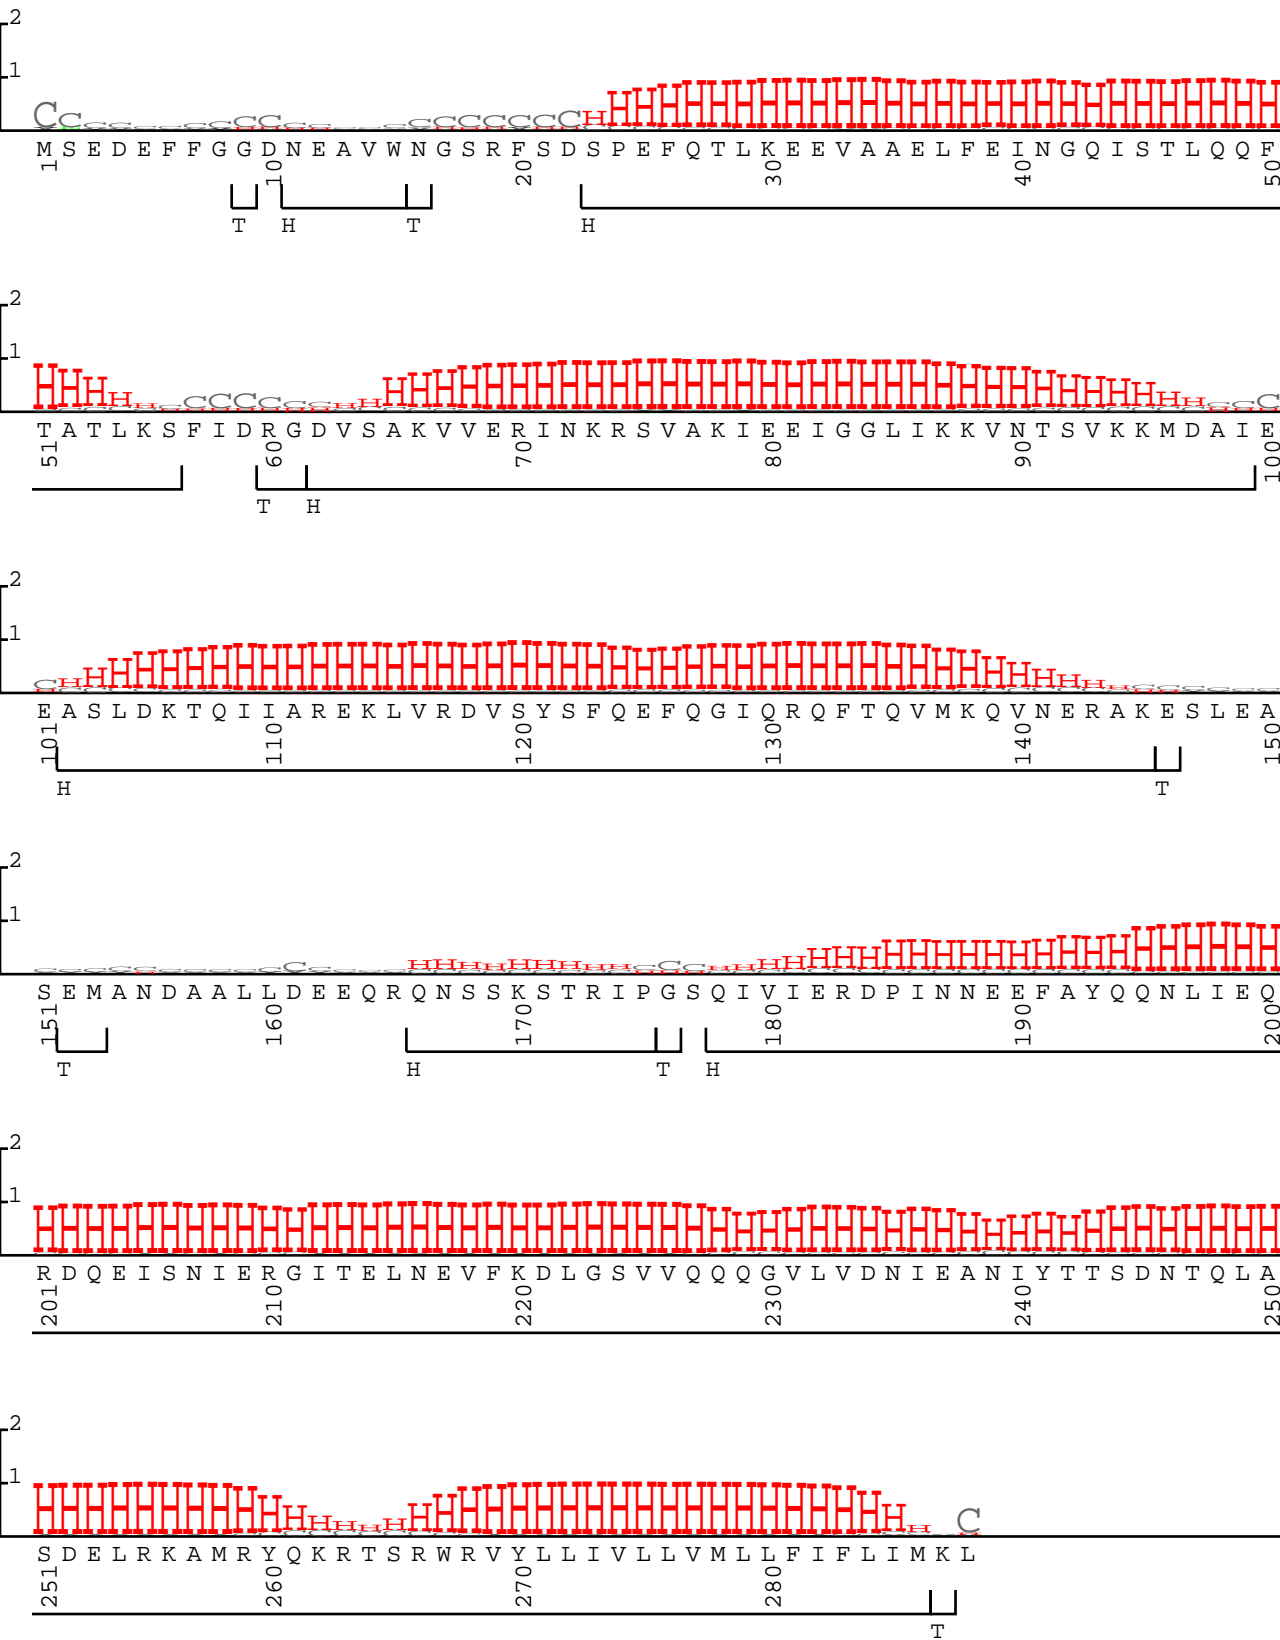 2
1
M S E D E F F G G D N E A V W N G S R F S D S P E F Q T L K E E V A A E L F E I N G Q I S T L Q Q F
1 10 20 30 40 50
T H T H
2
1
T A T L K S F I D R G D V S A K V V E R I N K R S V A K I E E I G G L I K K V N T S V K K M D A I E
51 60 70 80 90 100
T H
2
1
E A S L D K T Q I I A R E K L V R D V S Y S F Q E F Q G I Q R Q F T Q V M K Q V N E R A K E S L E A
101 110 120 130 140 150
H T
2
1
S E M A N D A A L L D E E Q R Q N S S K S T R I P G S Q I V I E R D P I N N E E F A Y Q Q N L I E Q
151 160 170 180 190 200
T H T H
2
1
R D Q E I S N I E R G I T E L N E V F K D L G S V V Q Q Q G V L V D N I E A N I Y T T S D N T Q L A
201 210 220 230 240 250
2
1
S D E L R K A M R Y Q K R T S R W R V Y L L I V L L V M L L F I F L I M K L
251 260 270 280
T